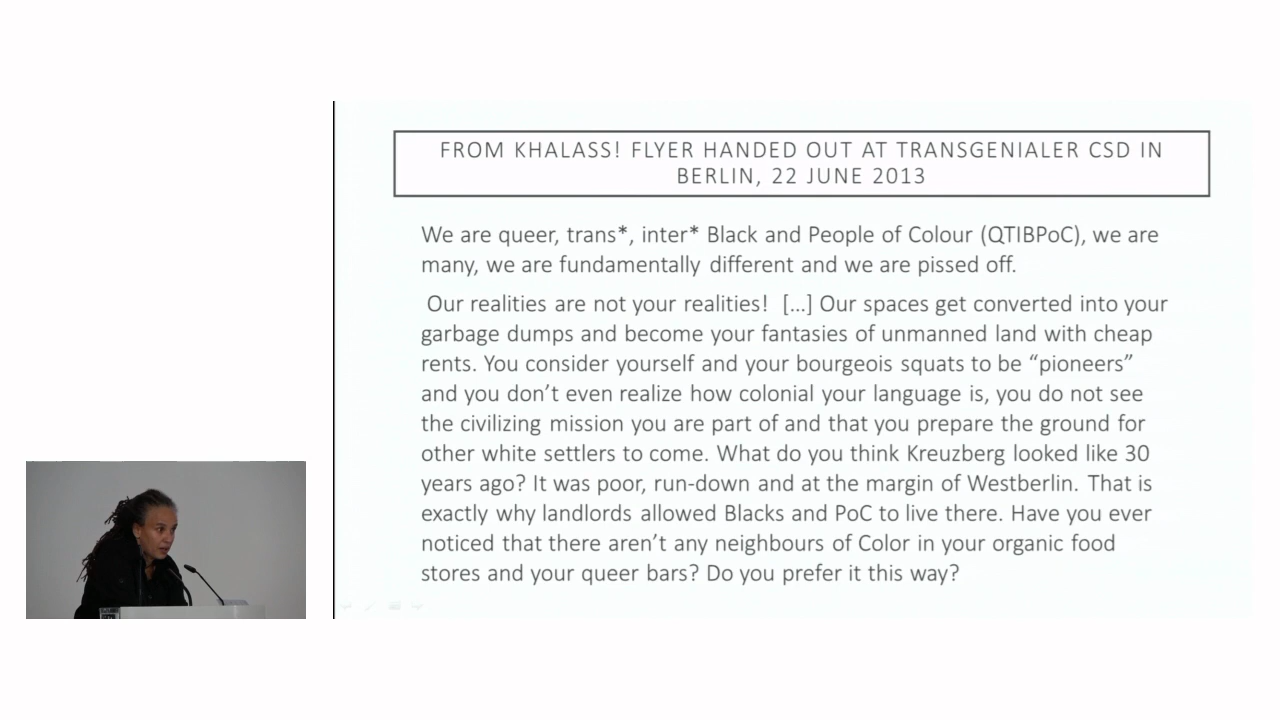 FROM KHALASS! FLYER HANDED OUT AT TRANSGENIALER CSD IN
BERLIN, 22 JUNE 2013
We are queer, trans*, inter* Black and People of Colour (QTIBPoC), we are
many, we are fundamentally different and we are pissed off.
Our realities are not your realities! [...] Our spaces get converted into your
garbage dumps and become your fantasies of unmanned land with cheap
rents. You consider yourself and your bourgeois squats to be “pioneers”
and you don’t even realize how colonial your language is, you do not see
the civilizing mission you are part of and that you prepare the ground for
other white settlers to come. What do you think Kreuzberg looked like 30
years ago? It was poor, run-down and at the margin of Westberlin. That is
exactly why landlords allowed Blacks and PoC to live there. Have you ever
noticed that there aren’t any neighbours of Color in your organic food
stores and your queer bars? Do you prefer it this way?